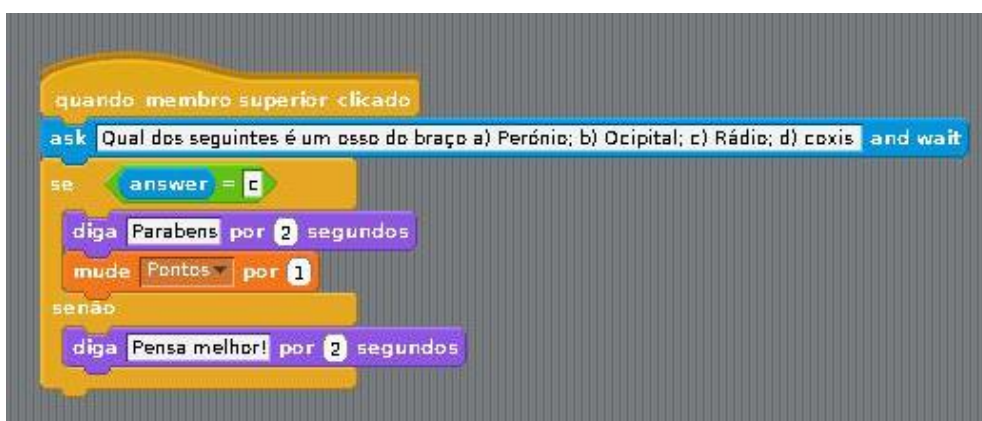 quando membro superior clicado
ask Qual dos seguintes é um osso do braço a) Perónio; b) Ocipital; c) Rádio; d) coxis and wait
se answer = c
diga Parabens por 2 segundos
mude Pontos por 1
senão
diga Pensa melhor! por 2 segundos